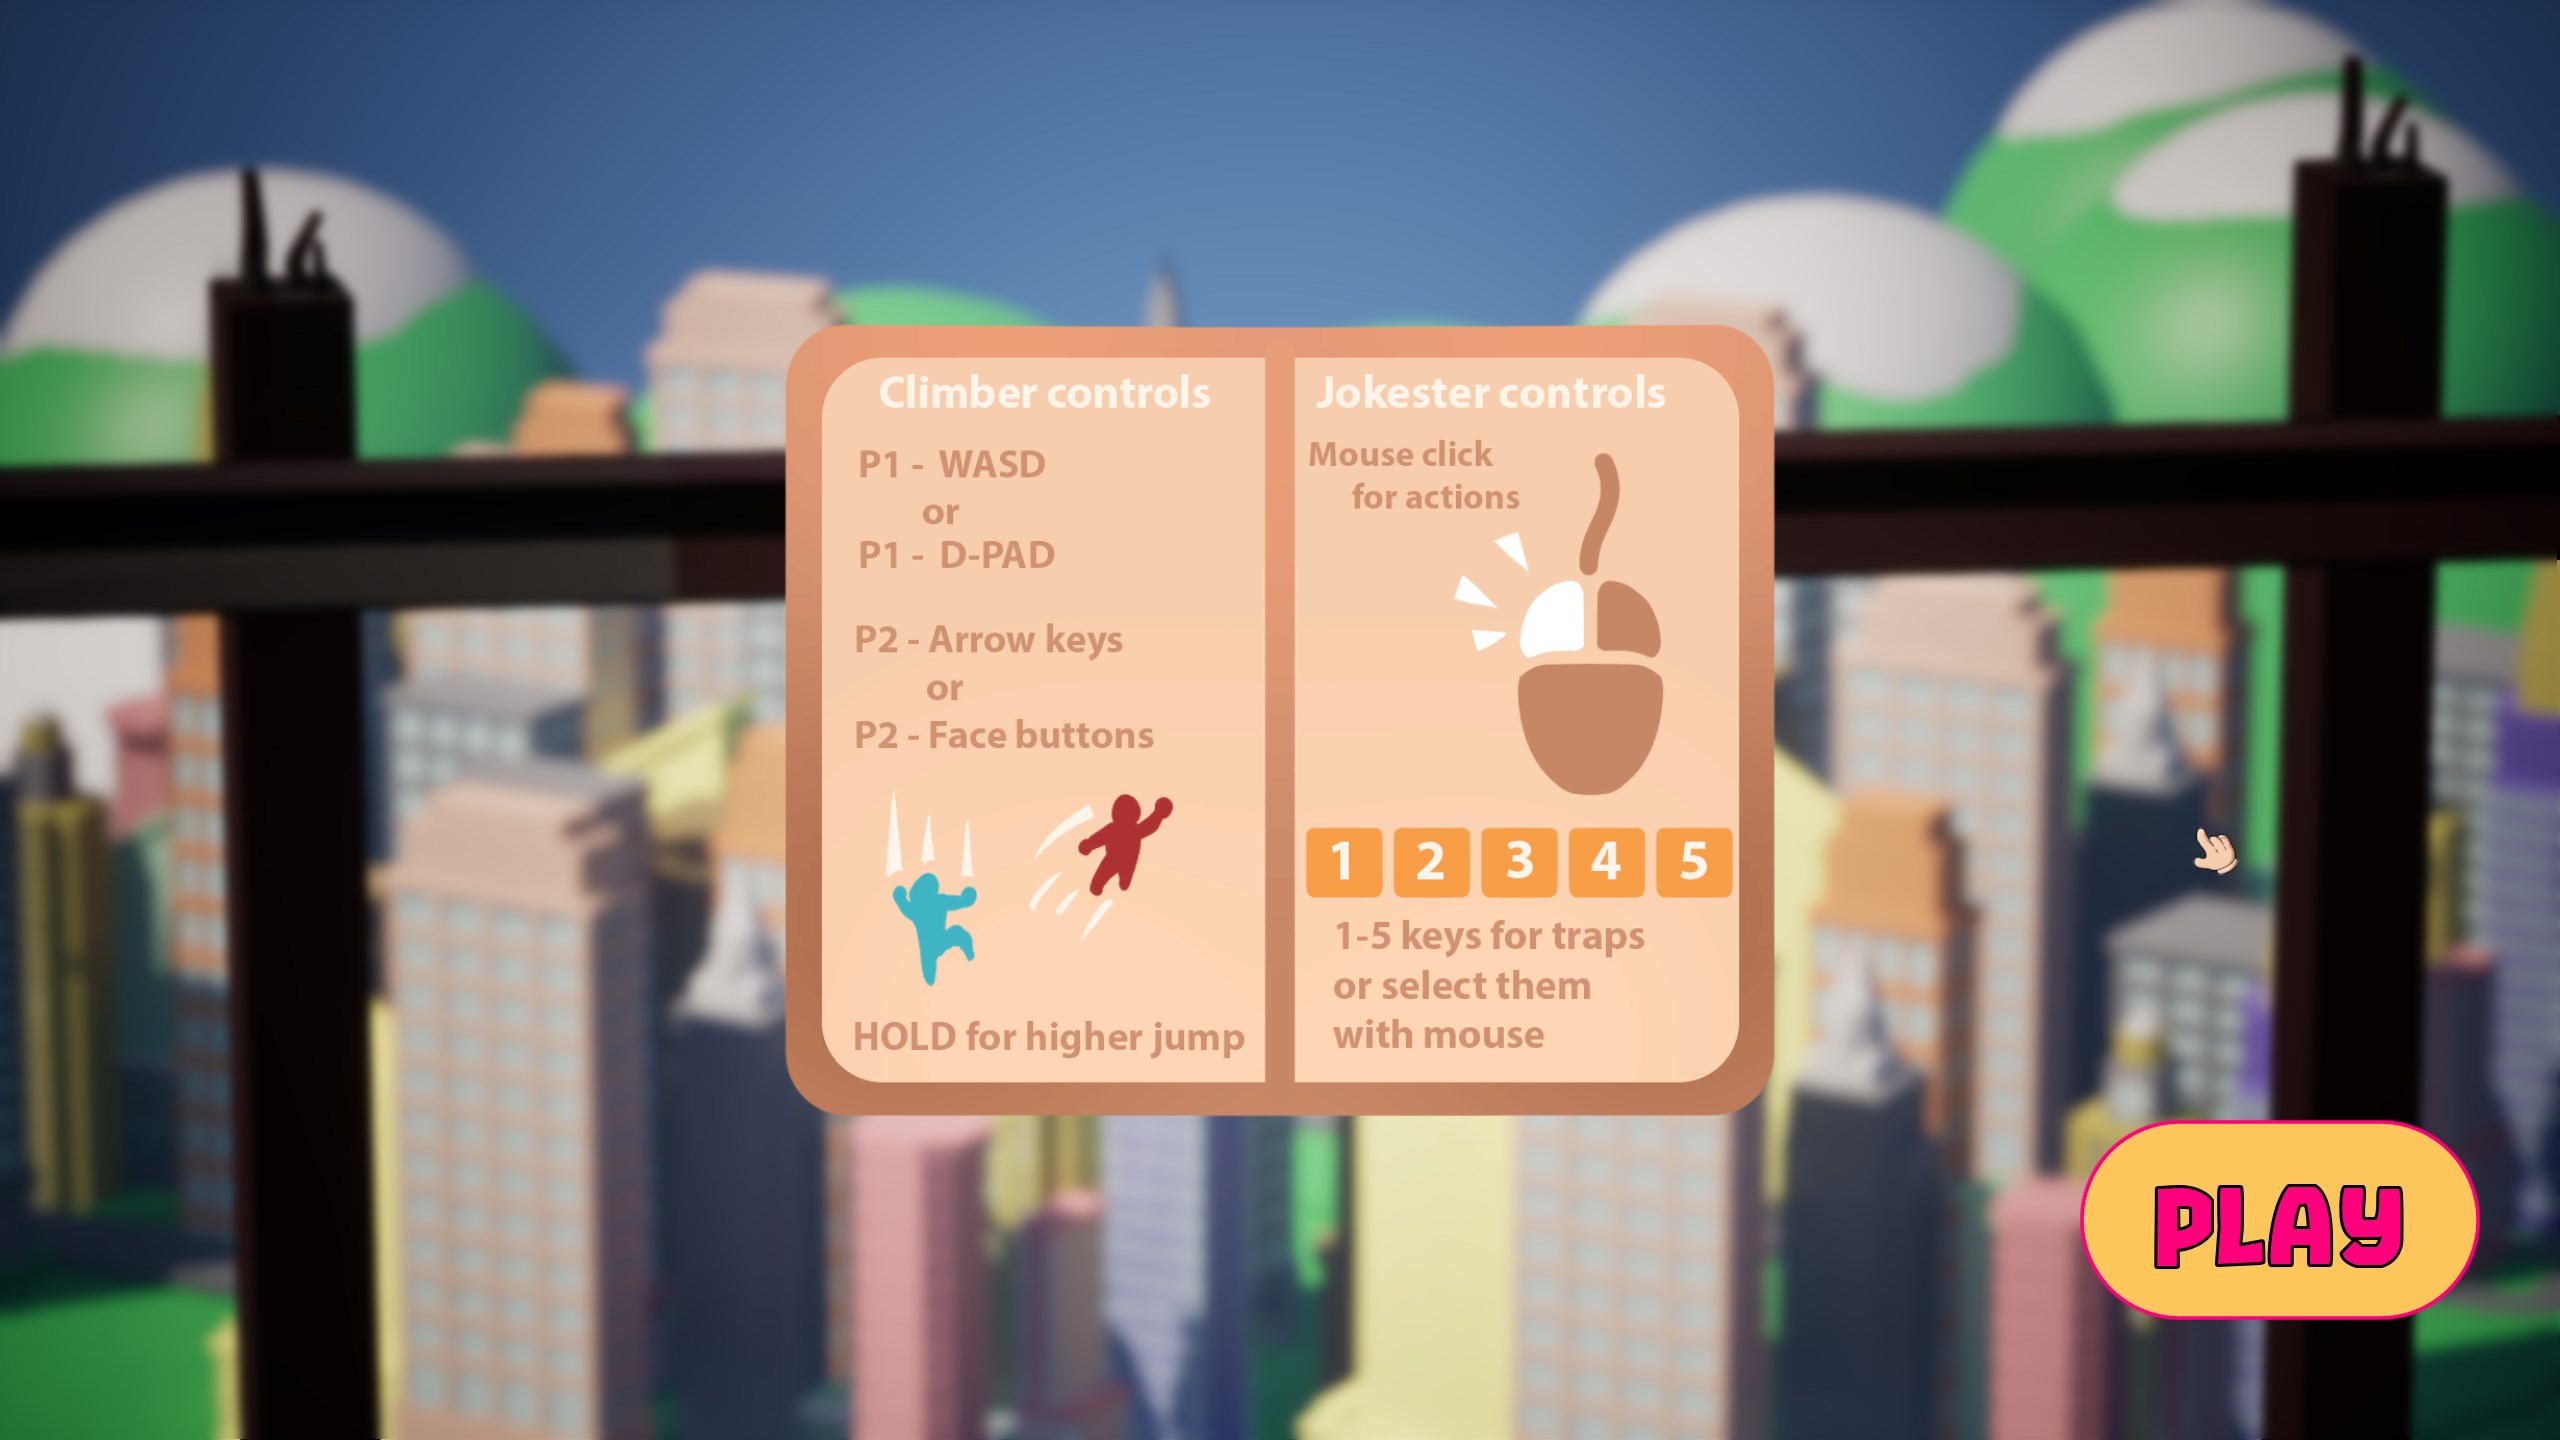 Climber controls
P1 - WASD
or
P1 - D-PAD
P2 - Arrow keys
or
P2 - Face buttons
HOLD for higher jump
Jokester controls
Mouse click
for actions
1 2 3 4 5
1-5 keys for traps
or select them
with mouse
PLAY